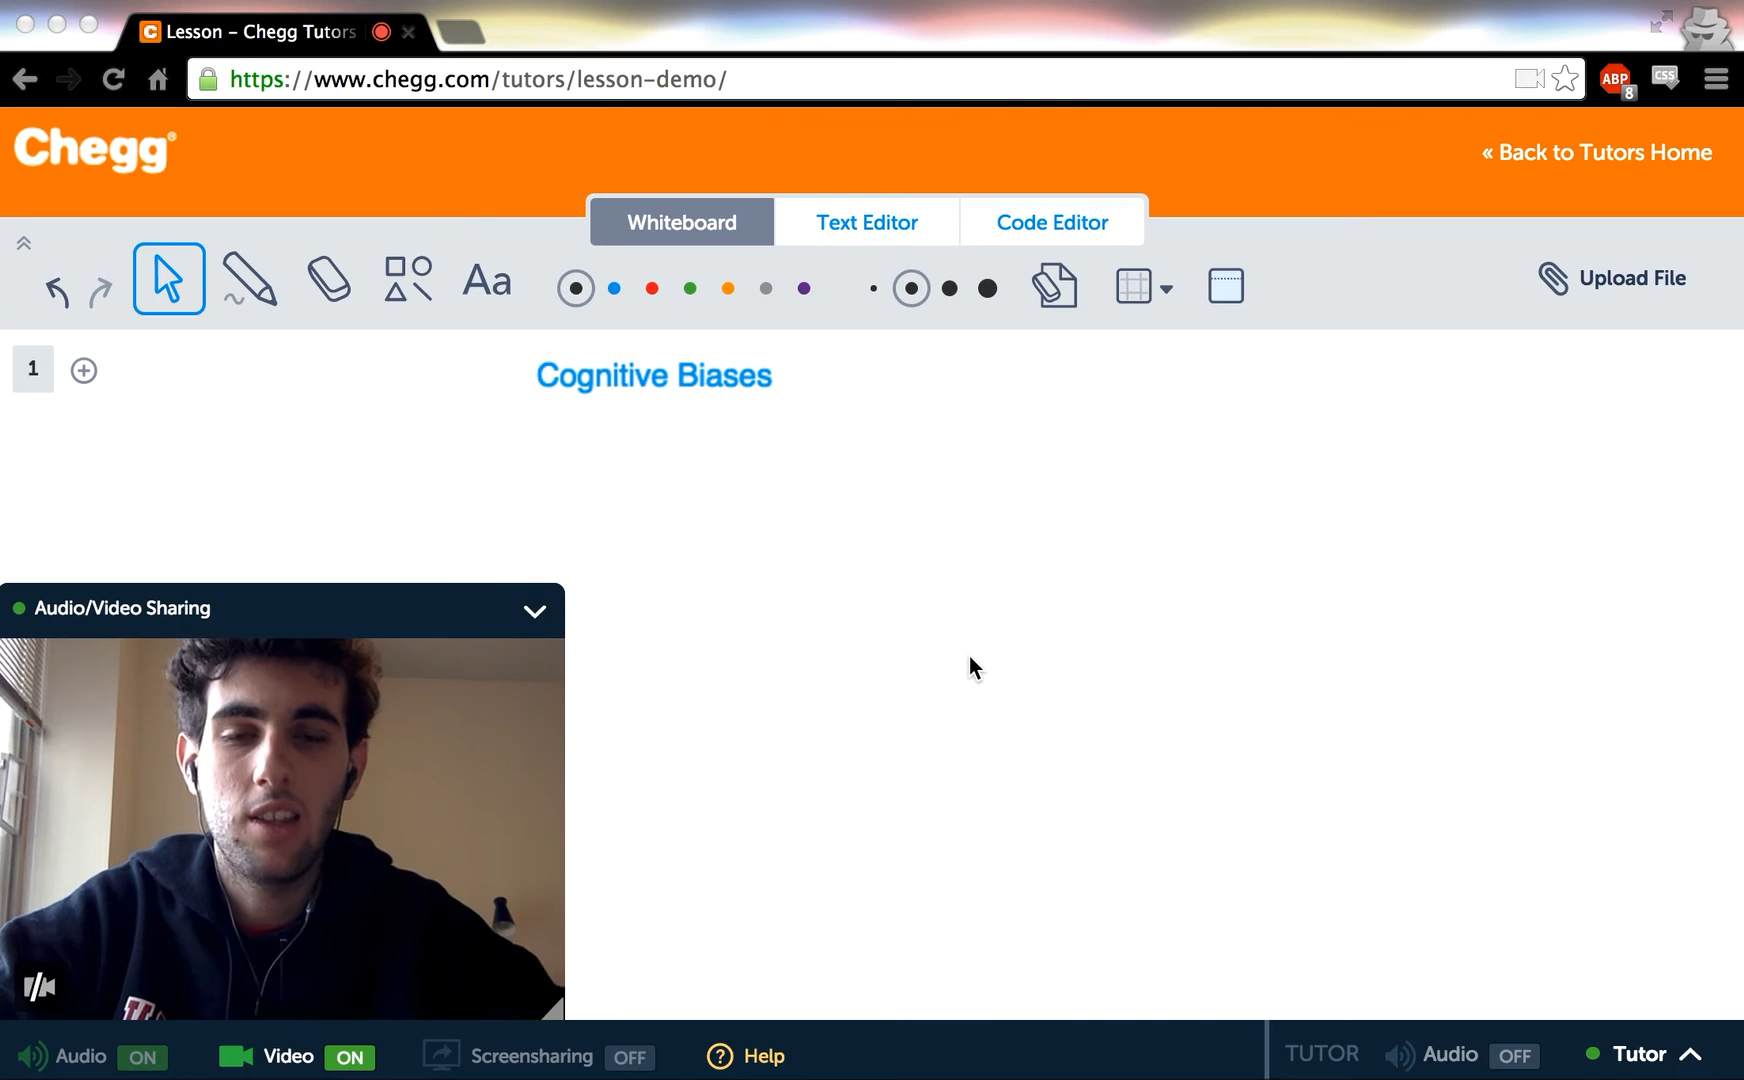 Lesson – Chegg Tutors
https://www.chegg.com/tutors/lesson-demo/
ABP
8
CSS
Chegg®
« Back to Tutors Home
Whiteboard
Text Editor
Code Editor
Aa
Upload File
1
Cognitive Biases
Audio/Video Sharing
Audio ON
Video ON
Screensharing OFF
? Help
TUTOR
Audio OFF
Tutor